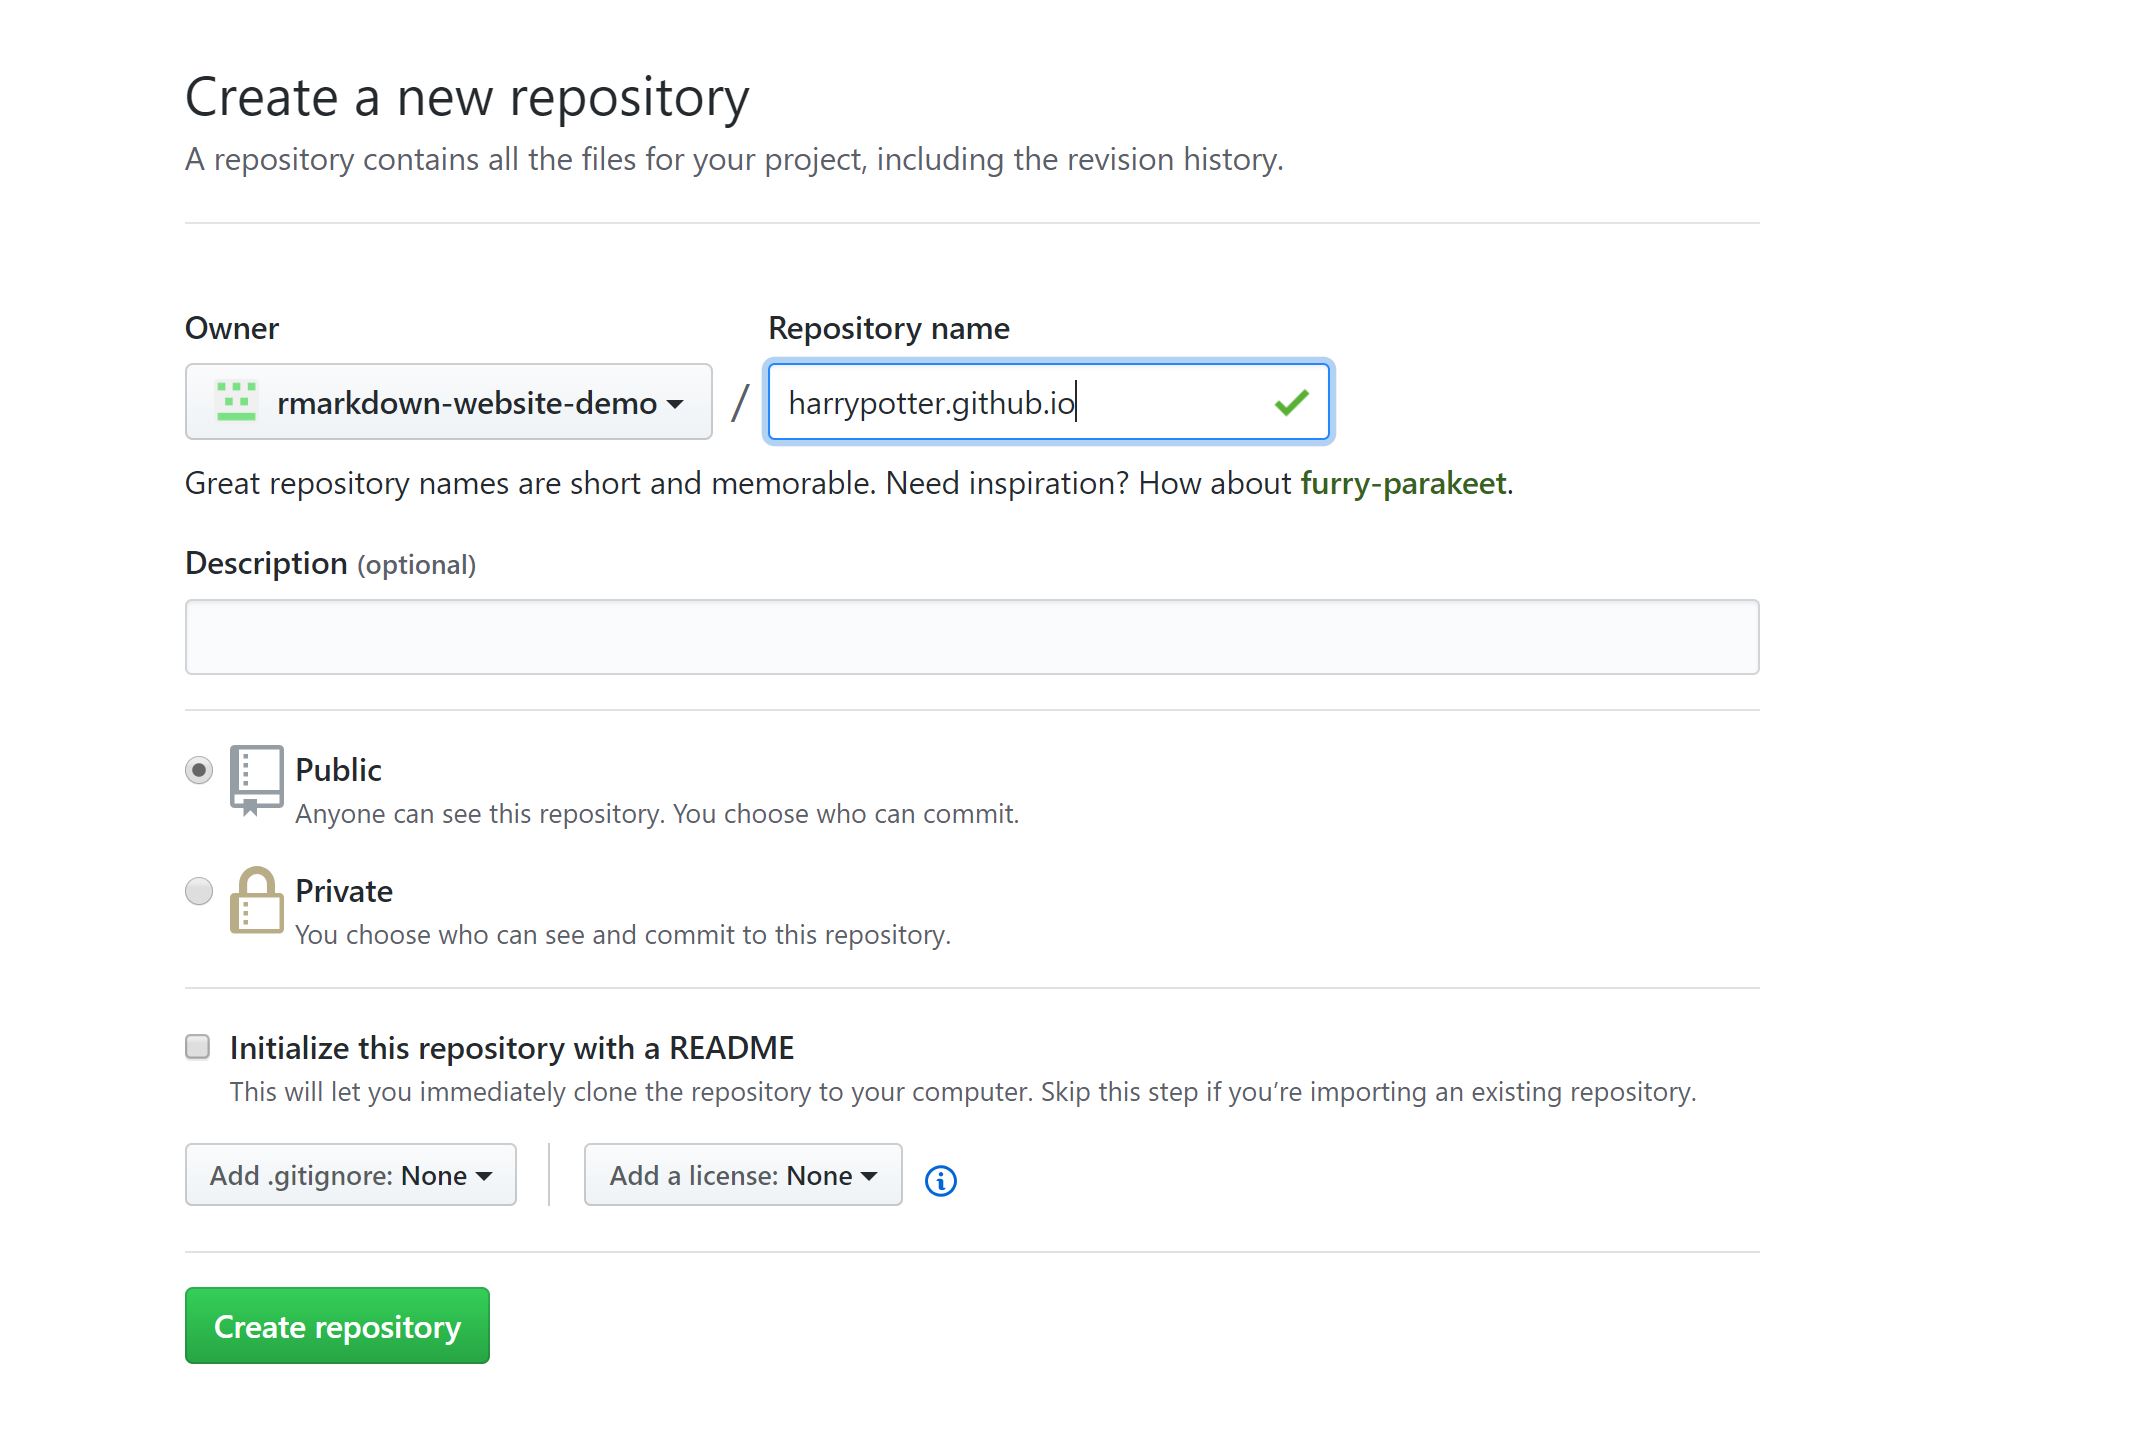 Create a new repository
A repository contains all the files for your project, including the revision history.
Owner
Repository name
rmarkdown-website-demo / harrypotter.github.io
Great repository names are short and memorable. Need inspiration? How about furry-parakeet.
Description (optional)
Public
Anyone can see this repository. You choose who can commit.
Private
You choose who can see and commit to this repository.
Initialize this repository with a README
This will let you immediately clone the repository to your computer. Skip this step if you’re importing an existing repository.
Add .gitignore: None
Add a license: None
Create repository